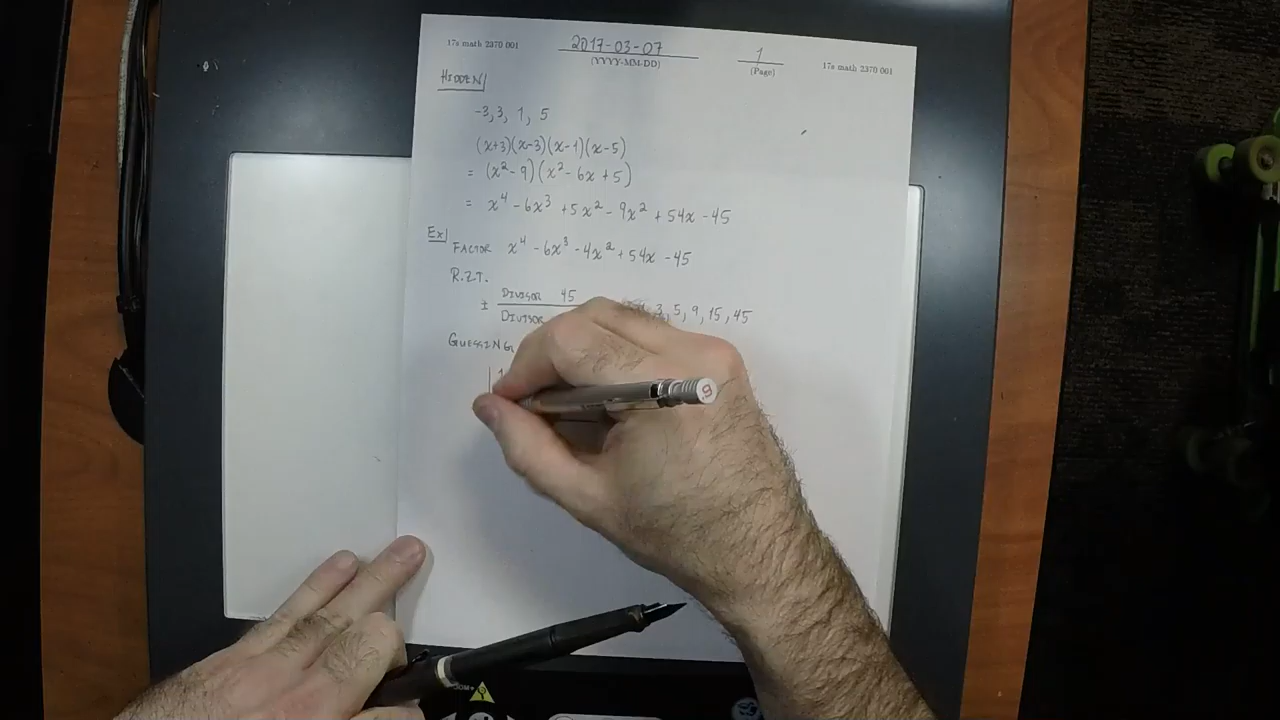 17s math 2370 001 2017-03-07 1 17s math 2370 001
(YYYY-MM-DD) (Page)
HIDDEN
-3, 3, 1, 5
(x+3)(x-3)(x-1)(x-5)
= (x² - 9)(x² - 6x + 5)
= x⁴ - 6x³ + 5x² - 9x² + 54x - 45
Ex
FACTOR x⁴ - 6x³ - 4x² + 54x - 45
R.Z.T.
± DIVISOR 45
DIVISOR
3, 5, 9, 15, 45
GUESSING
1